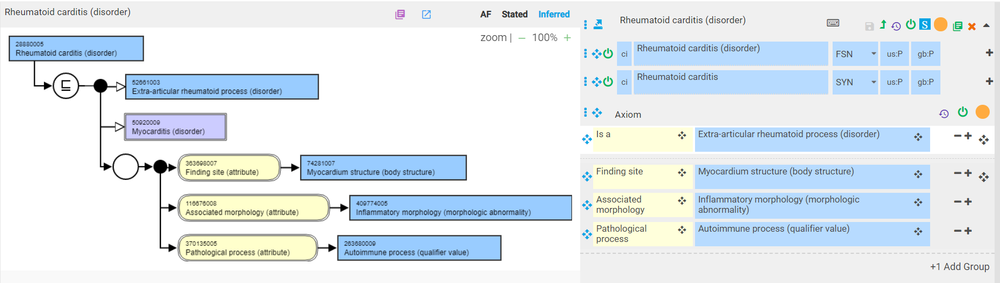 Rheumatoid carditis (disorder)
AF Stated Inferred
zoom | − 100% +
28880005
Rheumatoid carditis (disorder)
⊑
52661003
Extra-articular rheumatoid process (disorder)
50920009
Myocarditis (disorder)
363698007
Finding site (attribute)
74281007
Myocardium structure (body structure)
116676008
Associated morphology (attribute)
409774005
Inflammatory morphology (morphologic abnormality)
370135005
Pathological process (attribute)
263680009
Autoimmune process (qualifier value)
Rheumatoid carditis (disorder)
S
ci Rheumatoid carditis (disorder) FSN us:P gb:P +
ci Rheumatoid carditis SYN us:P gb:P +
Axiom
Is a Extra-articular rheumatoid process (disorder) − +
Finding site Myocardium structure (body structure) − +
Associated
morphology
Inflammatory morphology (morphologic
abnormality)
− +
Pathological
process
Autoimmune process (qualifier value) − +
+1 Add Group